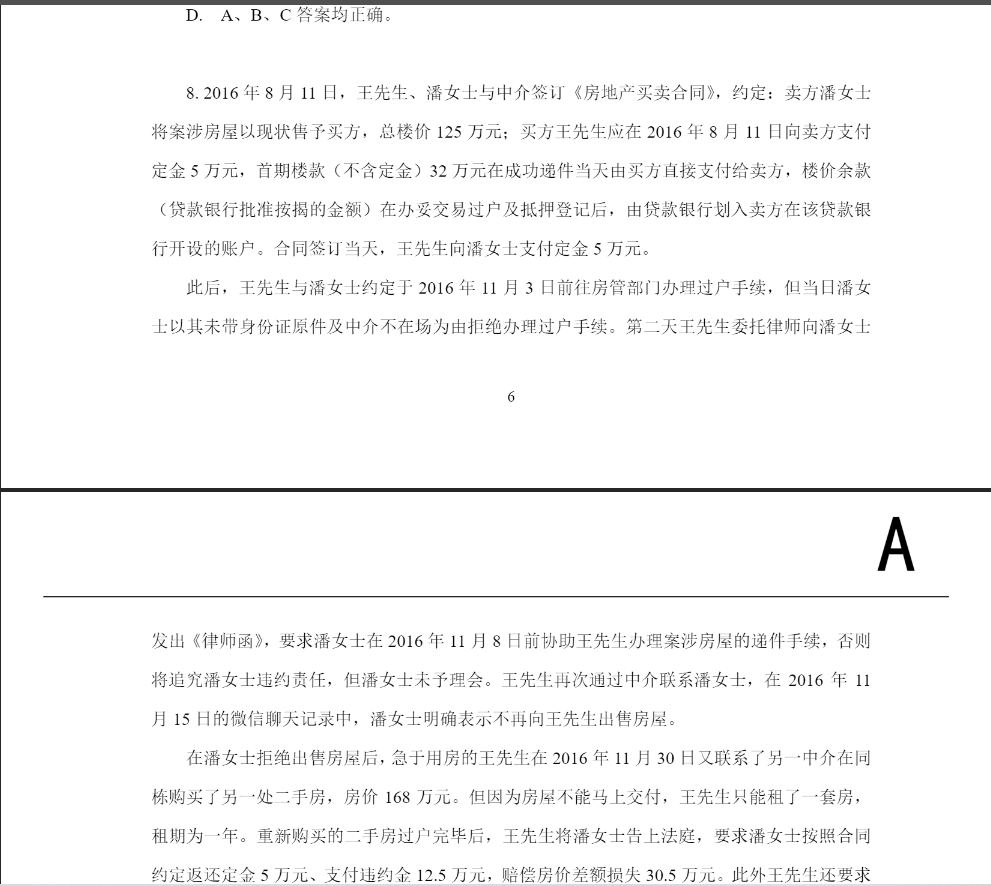 D. A、B、C 答案均正确。
8. 2016 年 8 月 11 日，王先生、潘女士与中介签订《房地产买卖合同》，约定：卖方潘女士
将案涉房屋以现状售予买方，总楼价 125 万元；买方王先生应在 2016 年 8 月 11 日向卖方支付
定金 5 万元，首期楼款（不含定金）32 万元在成功递件当天由买方直接支付给卖方，楼价余款
（贷款银行批准按揭的金额）在办妥交易过户及抵押登记后，由贷款银行划入卖方在该贷款银
行开设的账户。合同签订当天，王先生向潘女士支付定金 5 万元。
此后，王先生与潘女士约定于 2016 年 11 月 3 日前往房管部门办理过户手续，但当日潘女
士以其未带身份证原件及中介不在场为由拒绝办理过户手续。第二天王先生委托律师向潘女士
6
A
发出《律师函》，要求潘女士在 2016 年 11 月 8 日前协助王先生办理案涉房屋的递件手续，否则
将追究潘女士违约责任，但潘女士未予理会。王先生再次通过中介联系潘女士，在 2016 年 11
月 15 日的微信聊天记录中，潘女士明确表示不再向王先生出售房屋。
在潘女士拒绝出售房屋后，急于用房的王先生在 2016 年 11 月 30 日又联系了另一中介在同
栋购买了另一处二手房，房价 168 万元。但因为房屋不能马上交付，王先生只能租了一套房，
租期为一年。重新购买的二手房过户完毕后，王先生将潘女士告上法庭，要求潘女士按照合同
约定返还定金 5 万元、支付违约金 12.5 万元，赔偿房价差额损失 30.5 万元。此外王先生还要求